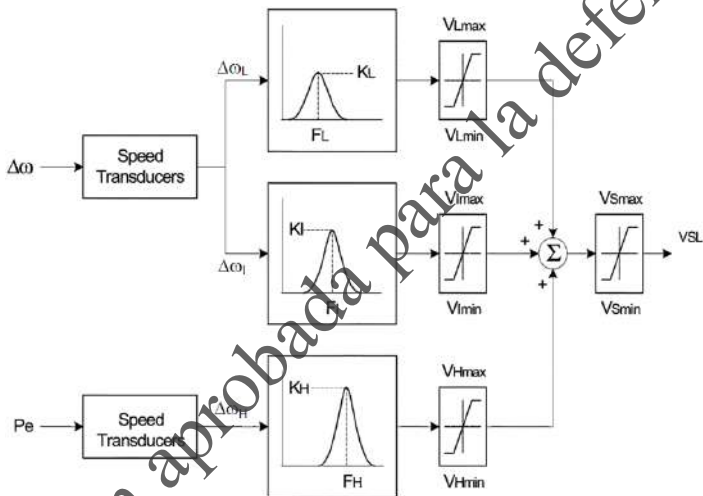 VLmax
ΔωL
KL
FL
VLmin
Δω
Speed
Transducers
VImax
VSmax
KI
+
+
Σ
+
VSL
ΔωI
VImin
VSmin
KH
VHmax
Pe
Speed
Transducers
ΔωH
FH
VHmin
aprobada para la